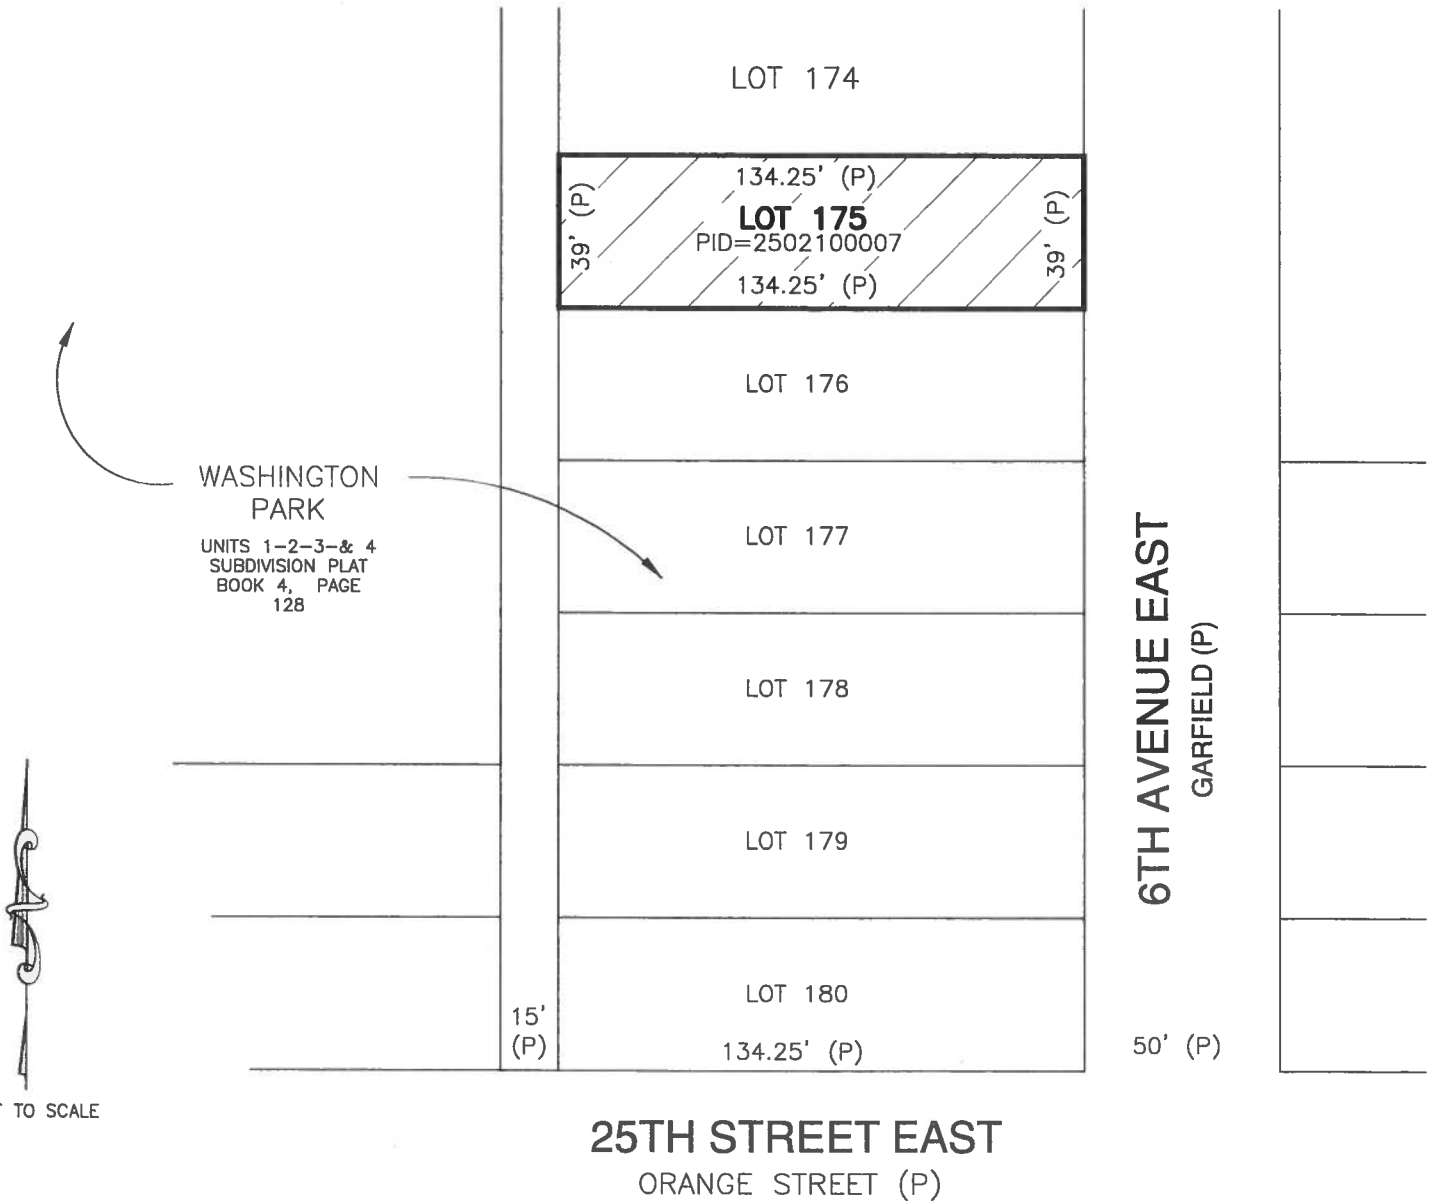 LOT 174
134.25' (P)
39' (P)
LOT 175
PID=2502100007
39' (P)
134.25' (P)
LOT 176
WASHINGTON
PARK
UNITS 1-2-3-& 4
SUBDIVISION PLAT
BOOK 4, PAGE
128
LOT 177
LOT 178
6TH AVENUE EAST
GARFIELD (P)
LOT 179
LOT 180
15'
(P)
134.25' (P)
50' (P)
TO SCALE
25TH STREET EAST
ORANGE STREET (P)